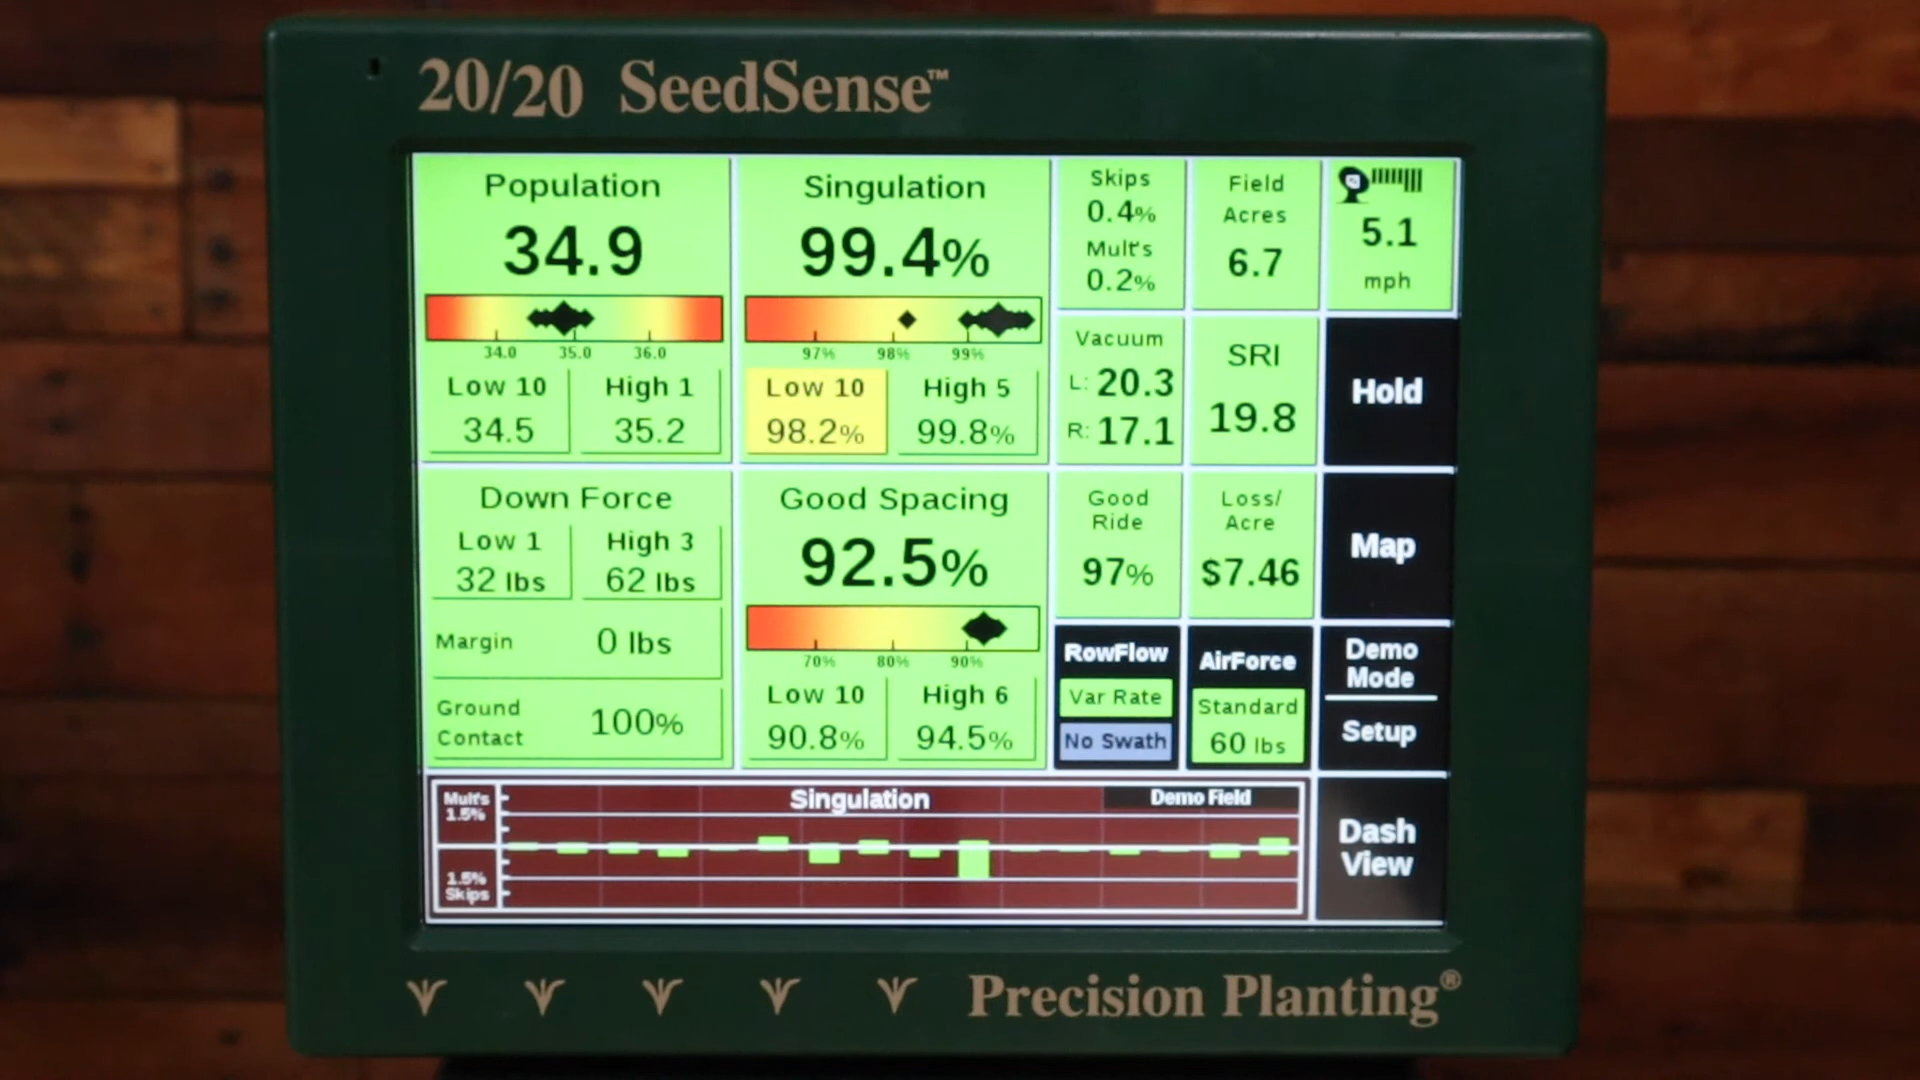 20/20 SeedSense™
Population
34.9
34.0 35.0 36.0
Low 10 High 1
34.5 35.2
Singulation
99.4%
97% 98% 99%
Low 10 High 5
98.2% 99.8%
Skips
0.4%
Mult's
0.2%
Field
Acres
6.7
5.1
mph
Vacuum
L: 20.3
R: 17.1
SRI
19.8
Hold
Down Force
Low 1 High 3
32 lbs 62 lbs
Margin 0 lbs
Ground
Contact
100%
Good Spacing
92.5%
70% 80% 90%
Low 10 High 6
90.8% 94.5%
Good
Ride
97%
Loss/
Acre
$7.46
Map
RowFlow
Var Rate
No Swath
AirForce
Standard
60 lbs
Demo
Mode
Setup
Singulation
Demo Field
Mult's
1.5%
1.5%
Skips
Dash
View
Precision Planting®